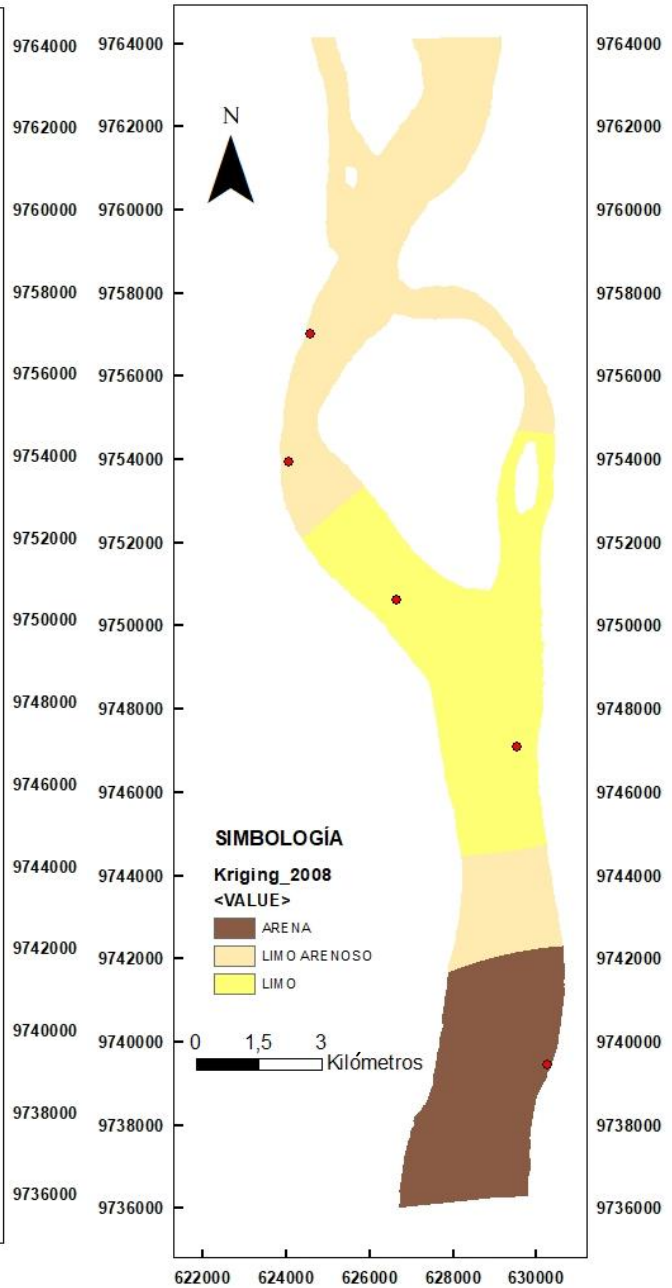 9764000 9764000 9764000
9762000 9762000 9762000
N
9760000 9760000 9760000
9758000 9758000 9758000
9756000 9756000 9756000
9754000 9754000 9754000
9752000 9752000 9752000
9750000 9750000 9750000
9748000 9748000 9748000
9746000 9746000 9746000
SIMBOLOGÍA
9744000 9744000 9744000
Kriging_2008
<VALUE>
ARENA
LIMO ARENOSO
9742000 9742000 9742000
LIMO
9740000 9740000 9740000
0 1,5 3
Kilómetros
9738000 9738000 9738000
9736000 9736000 9736000
622000 624000 626000 628000 630000